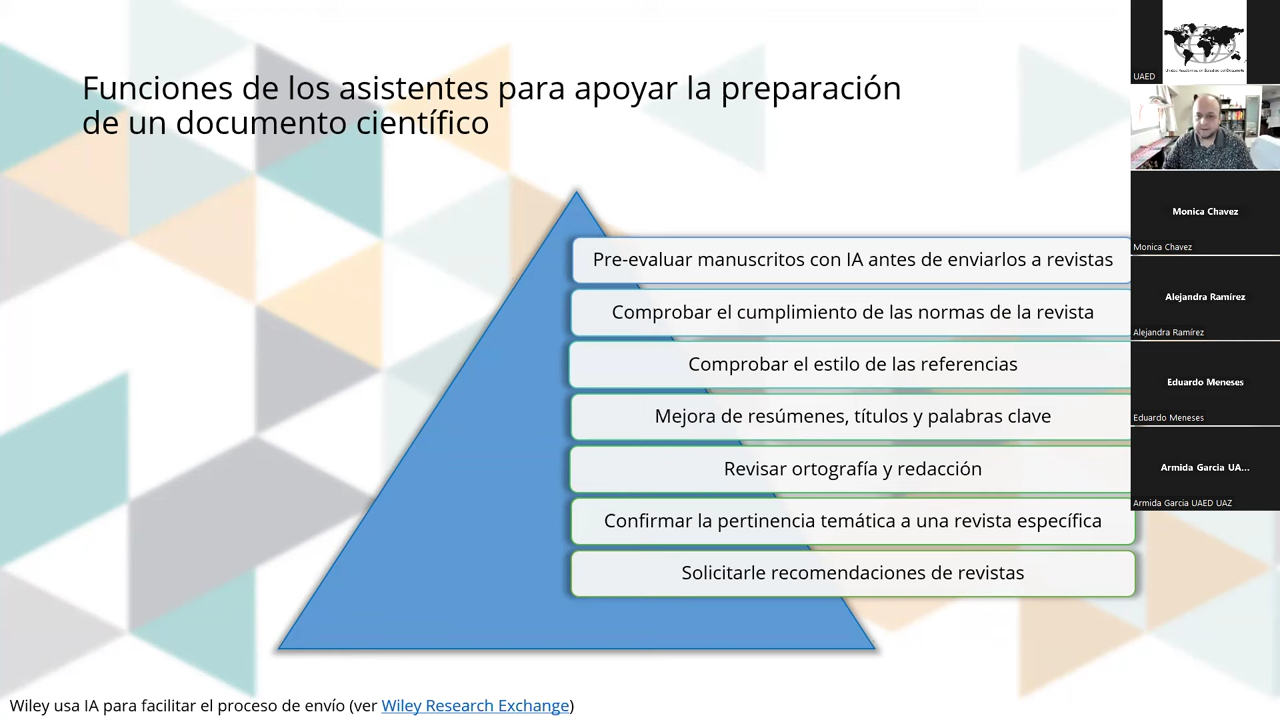 Funciones de los asistentes para apoyar la preparación
de un documento científico
Pre-evaluar manuscritos con IA antes de enviarlos a revistas
Comprobar el cumplimiento de las normas de la revista
Comprobar el estilo de las referencias
Mejora de resúmenes, títulos y palabras clave
Revisar ortografía y redacción
Confirmar la pertinencia temática a una revista específica
Solicitarle recomendaciones de revistas
Wiley usa IA para facilitar el proceso de envío (ver Wiley Research Exchange)
UAED
Monica Chavez
Monica Chavez
Alejandra Ramírez
Alejandra Ramírez
Eduardo Meneses
Eduardo Meneses
Armida Garcia UA...
Armida Garcia UAED UAZ